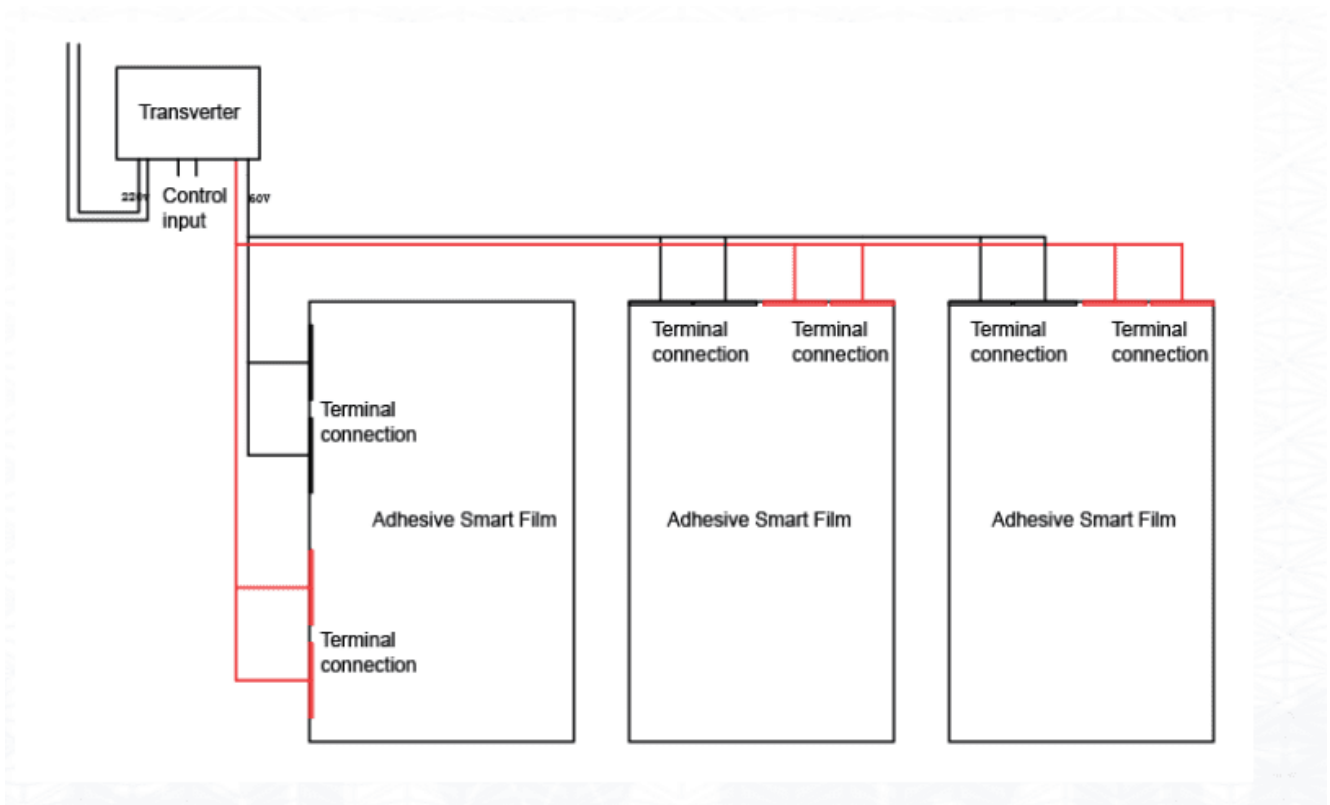 Transverter
220v
Control
input
60V
Terminal
connection
Terminal
connection
Terminal
connection
Terminal
connection
Terminal
connection
Adhesive Smart Film
Adhesive Smart Film
Adhesive Smart Film
Terminal
connection